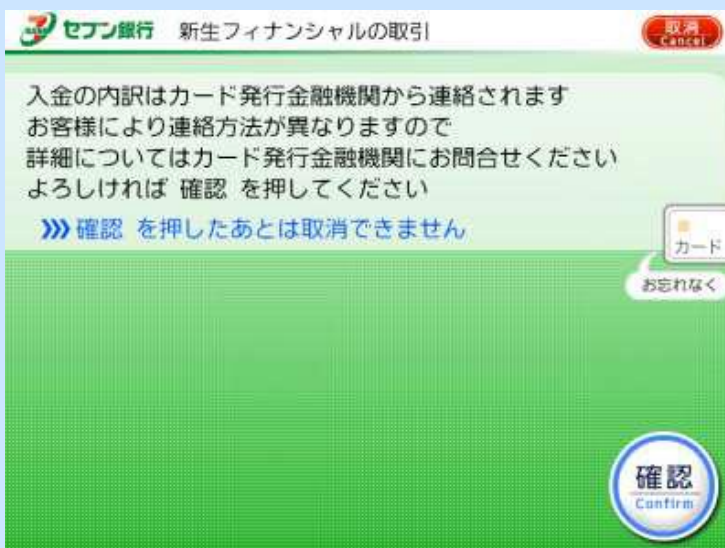 セブン銀行 新生フィナンシャルの取引
取消
Cancel
入金の内訳はカード発行金融機関から連絡されます
お客様により連絡方法が異なりますので
詳細についてはカード発行金融機関にお問合せください
よろしければ 確認 を押してください
》》確認 を押したあとは取消できません
カード
お忘れなく
確認
Confirm